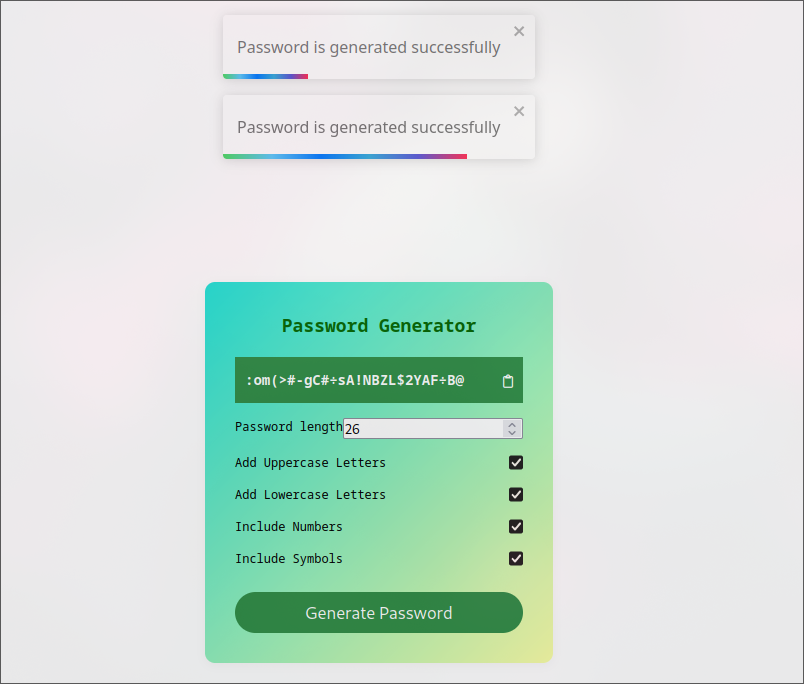 Password is generated successfully
Password is generated successfully
Password Generator
:om(>#-gC#÷sA!NBZL$2YAF÷B@
Password length 26
Add Uppercase Letters
Add Lowercase Letters
Include Numbers
Include Symbols
Generate Password